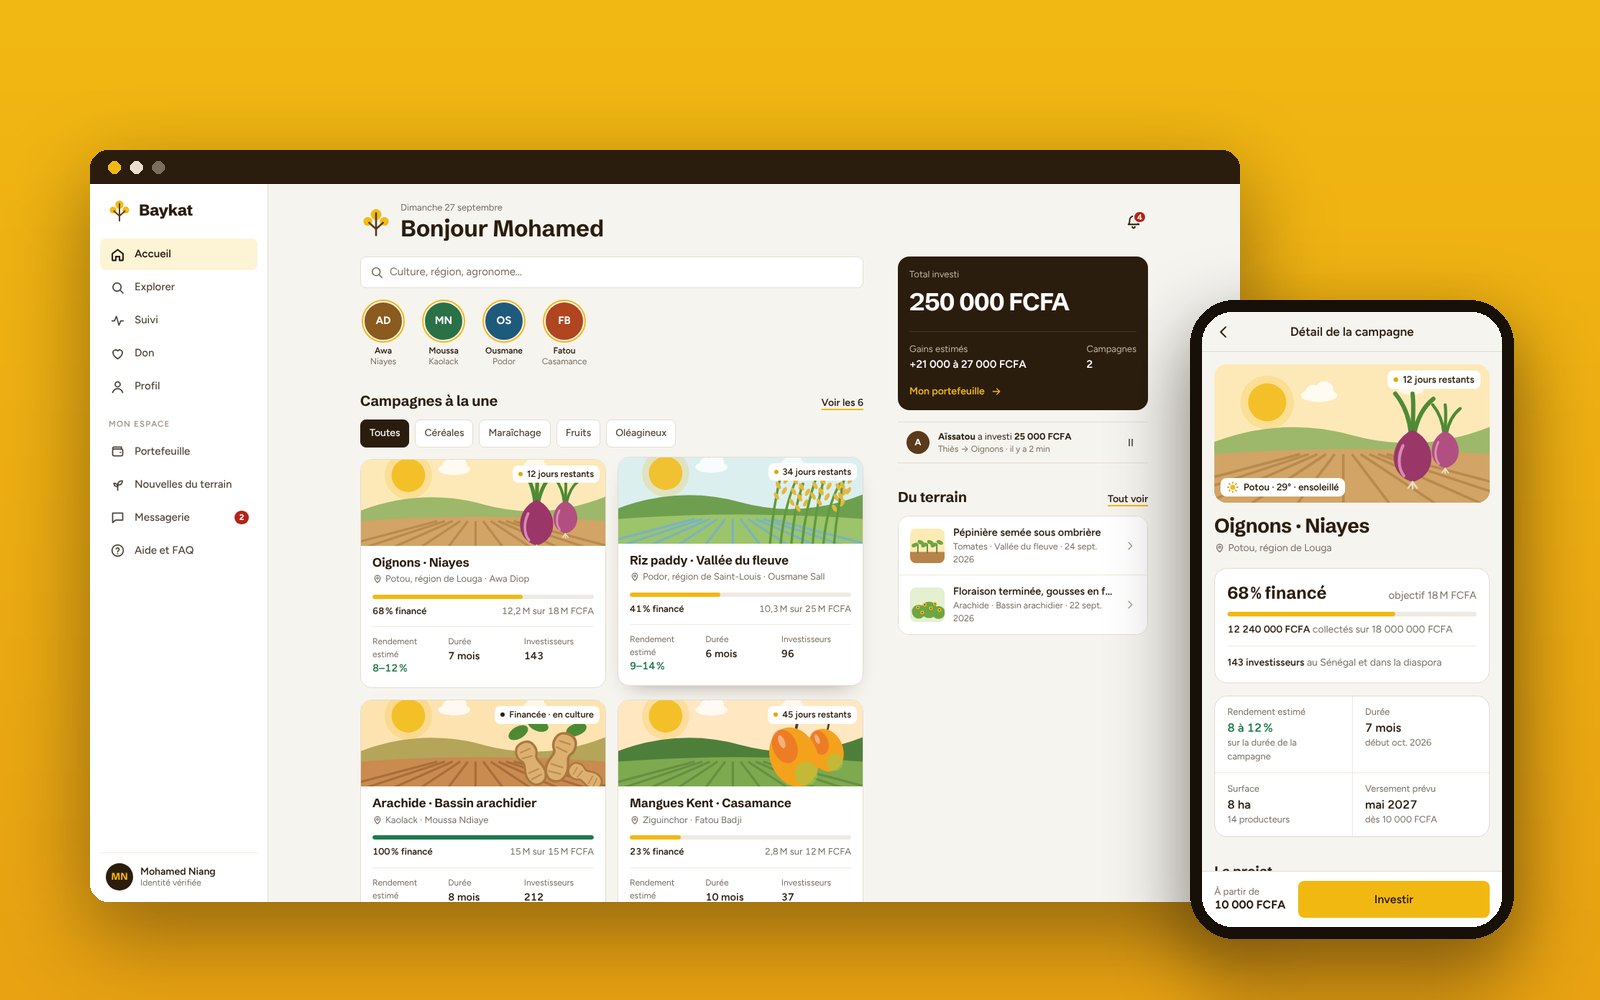 Baykat
Accueil
Explorer
Suivi
Don
Profil
MON ESPACE
Portefeuille
Nouvelles du terrain
Messagerie
2
Aide et FAQ
MN
Mohamed Niang
Identité vérifiée
Dimanche 27 septembre
Bonjour Mohamed
4
Culture, région, agronome...
AD
MN
OS
FB
Awa
Moussa
Ousmane
Fatou
Niayes
Kaolack
Podor
Casamance
Campagnes à la une
Voir les 6
Toutes
Céréales
Maraîchage
Fruits
Oléagineux
12 jours restants
Oignons · Niayes
Potou, région de Louga · Awa Diop
68 % financé
12,2 M sur 18 M FCFA
Rendement estimé
8–12 %
Durée
7 mois
Investisseurs
143
34 jours restants
Riz paddy · Vallée du fleuve
Podor, région de Saint-Louis · Ousmane Sall
41 % financé
10,3 M sur 25 M FCFA
Rendement estimé
9–14 %
Durée
6 mois
Investisseurs
96
Financée · en culture
Arachide · Bassin arachidier
Kaolack · Moussa Ndiaye
100 % financé
15 M sur 15 M FCFA
Rendement estimé
Durée
8 mois
Investisseurs
212
45 jours restants
Mangues Kent · Casamance
Ziguinchor · Fatou Badji
23 % financé
2,8 M sur 12 M FCFA
Rendement estimé
Durée
10 mois
Investisseurs
37
Total investi
250 000 FCFA
Gains estimés
+21 000 à 27 000 FCFA
Campagnes
2
Mon portefeuille →
A
Aïssatou a investi 25 000 FCFA
Thiès → Oignons · il y a 2 min
Du terrain
Tout voir
Pépinière semée sous ombrière
Tomates · Vallée du fleuve · 24 sept.
2026
Floraison terminée, gousses en f...
Arachide · Bassin arachidier · 22 sept.
2026
Détail de la campagne
12 jours restants
Potou · 29° · ensoleillé
Oignons · Niayes
Potou, région de Louga
68 % financé
objectif 18 M FCFA
12 240 000 FCFA collectés sur 18 000 000 FCFA
143 investisseurs au Sénégal et dans la diaspora
Rendement estimé
8 à 12 %
sur la durée de la
campagne
Durée
7 mois
début oct. 2026
Surface
8 ha
14 producteurs
Versement prévu
mai 2027
dès 10 000 FCFA
Le projet
À partir de
10 000 FCFA
Investir